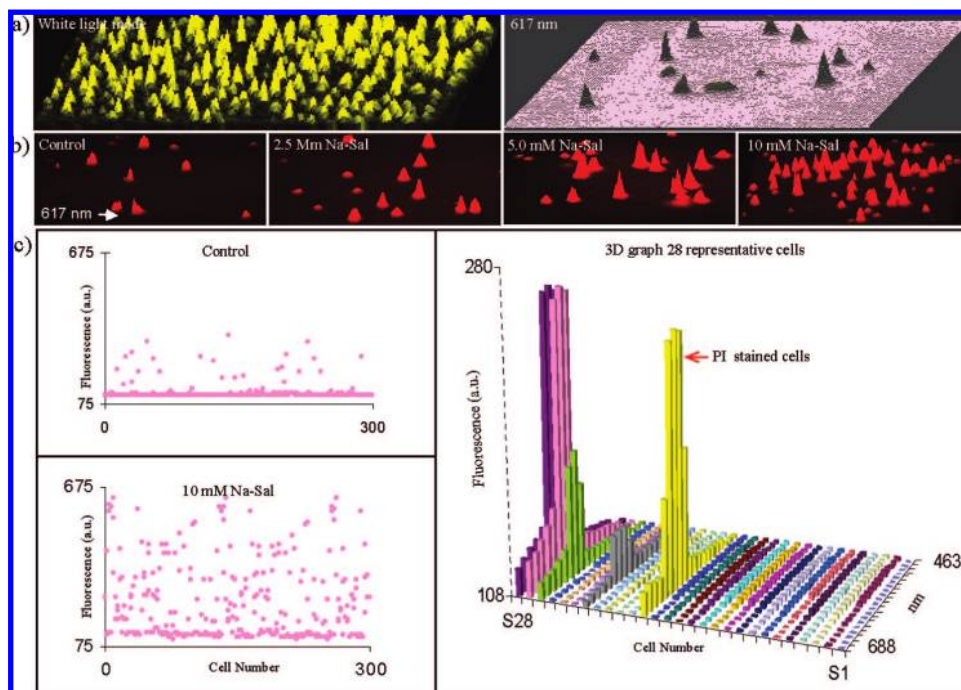 a)
White light mode
617 nm
b)
Control
2.5 Mm Na-Sal
5.0 mM Na-Sal
10 mM Na-Sal
617 nm
c)
Control
675
Fluorescence (a.u.)
75
0
300
10 mM Na-Sal
675
Fluorescence (a.u.)
75
0
Cell Number
300
3D graph 28 representative cells
280
PI stained cells
Fluorescence (a.u.)
108
S28
Cell Number
S1
463
nm
688